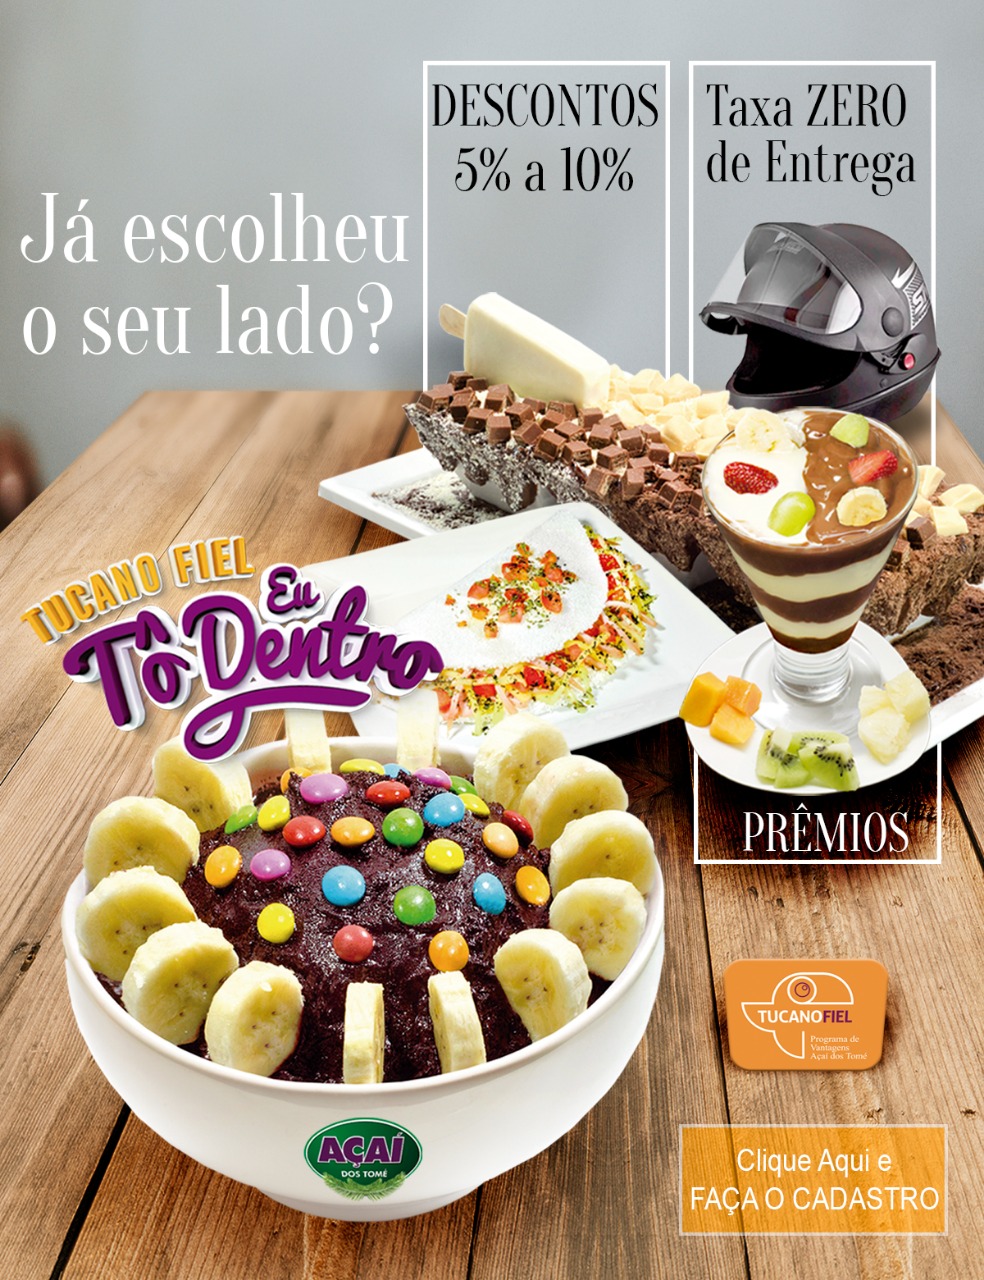 DESCONTOS
5% a 10%
Taxa ZERO
de Entrega
Já escolheu
o seu lado?
TUCANO FIEL
Eu
Tô Dentro
PRÊMIOS
TUCANOFIEL
Programa de
Vantagens
Açaí dos Tomé
AÇAÍ
DOS TOMÉ
Clique Aqui e
FAÇA O CADASTRO